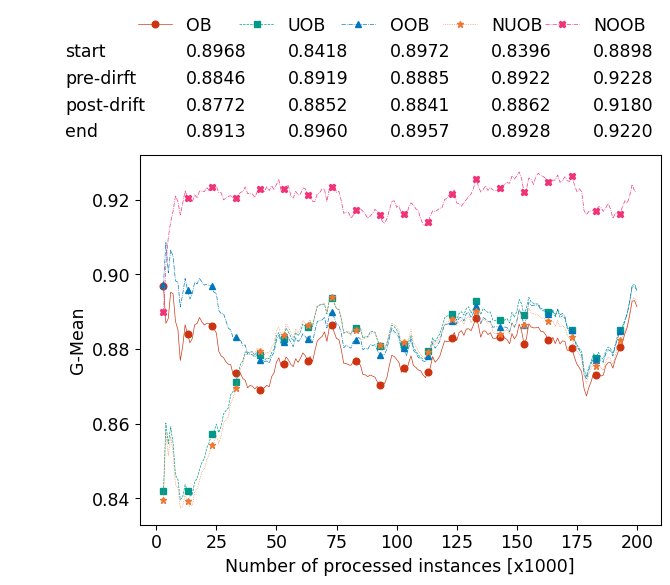 OB UOB OOB NUOB NOOB
start 0.8968 0.8418 0.8972 0.8396 0.8898
pre-dirft 0.8846 0.8919 0.8885 0.8922 0.9228
post-drift 0.8772 0.8852 0.8841 0.8862 0.9180
end 0.8913 0.8960 0.8957 0.8928 0.9220
0.92
0.90
0.88
0.86
0.84
G-Mean
0 25 50 75 100 125 150 175 200
Number of processed instances [x1000]